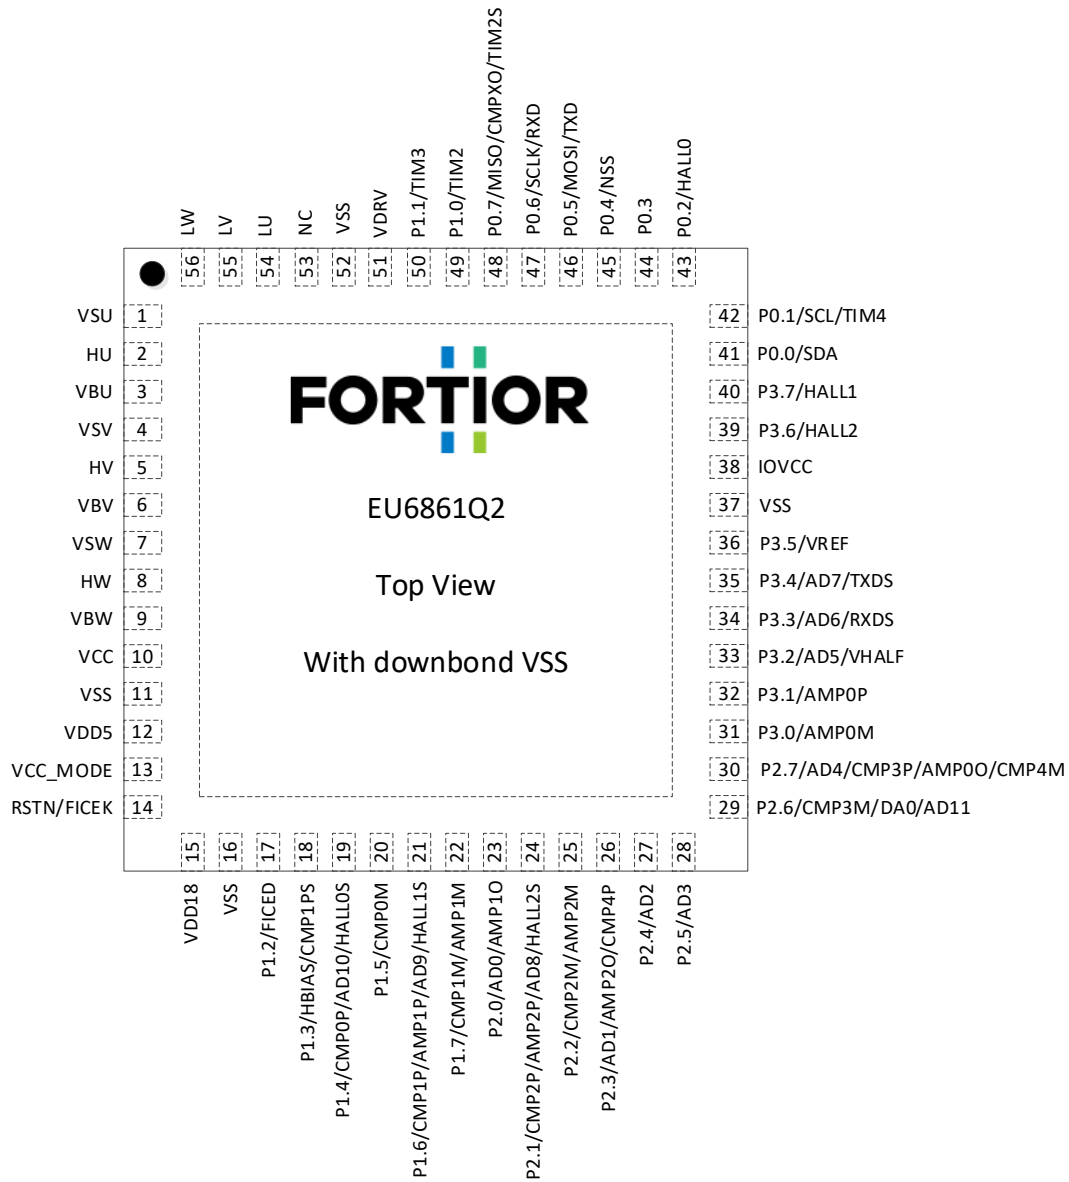 LW
LV
LU
NC
VSS
VDRV
P1.1/TIM3
P1.0/TIM2
P0.7/MISO/CMPXO/TIM2S
P0.6/SCLK/RXD
P0.5/MOSI/TXD
P0.4/NSS
P0.3
P0.2/HALL0
56
55
54
53
52
51
50
49
48
47
46
45
44
43
VSU 1
HU 2
VBU 3
VSV 4
HV 5
VBV 6
VSW 7
HW 8
VBW 9
VCC 10
VSS 11
VDD5 12
VCC_MODE 13
RSTN/FICEK 14
FORTIOR
EU6861Q2
Top View
With downbond VSS
42 P0.1/SCL/TIM4
41 P0.0/SDA
40 P3.7/HALL1
39 P3.6/HALL2
38 IOVCC
37 VSS
36 P3.5/VREF
35 P3.4/AD7/TXDS
34 P3.3/AD6/RXDS
33 P3.2/AD5/VHALF
32 P3.1/AMP0P
31 P3.0/AMP0M
30 P2.7/AD4/CMP3P/AMP0O/CMP4M
29 P2.6/CMP3M/DA0/AD11
15
16
17
18
19
20
21
22
23
24
25
26
27
28
VDD18
VSS
P1.2/FICED
P1.3/HBIAS/CMP1PS
P1.4/CMP0P/AD10/HALL0S
P1.5/CMP0M
P1.6/CMP1P/AMP1P/AD9/HALL1S
P1.7/CMP1M/AMP1M
P2.0/AD0/AMP1O
P2.1/CMP2P/AMP2P/AD8/HALL2S
P2.2/CMP2M/AMP2M
P2.3/AD1/AMP2O/CMP4P
P2.4/AD2
P2.5/AD3